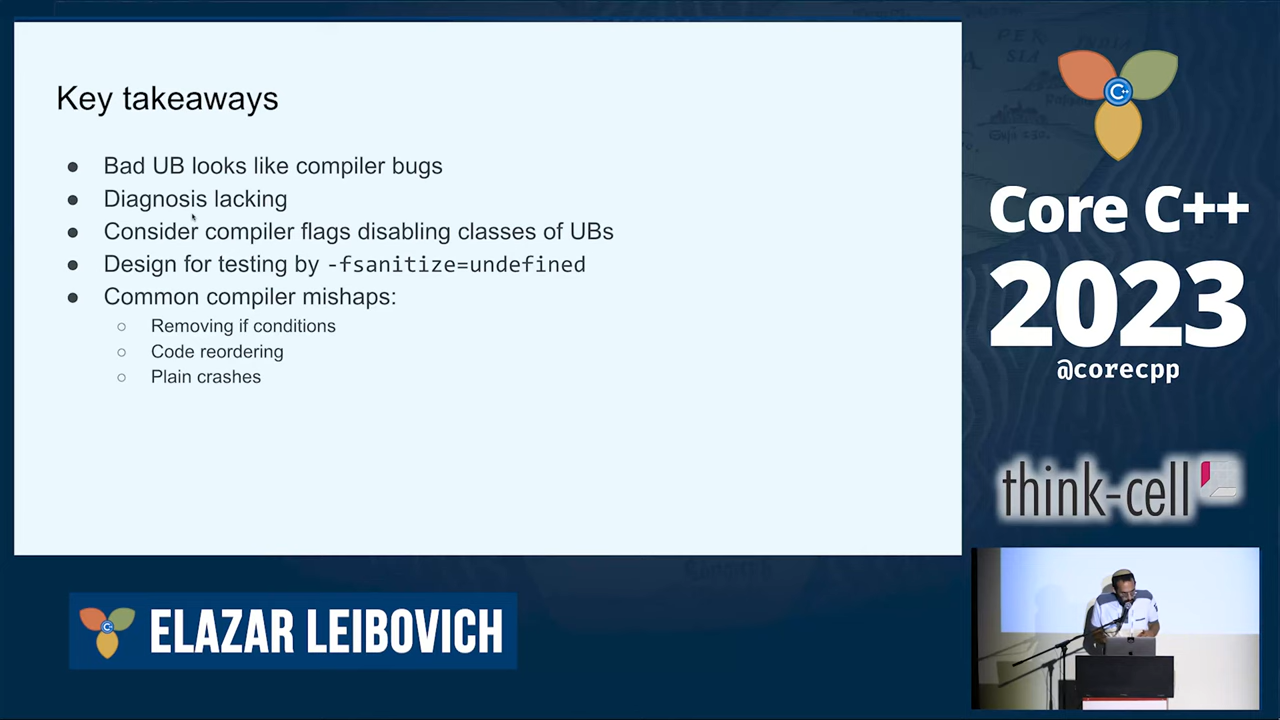 Key takeaways
● Bad UB looks like compiler bugs
● Diagnosis lacking
● Consider compiler flags disabling classes of UBs
● Design for testing by -fsanitize=undefined
● Common compiler mishaps:
○ Removing if conditions
○ Code reordering
○ Plain crashes
C++
Core C++
2023
@corecpp
think-cell
ELAZAR LEIBOVICH